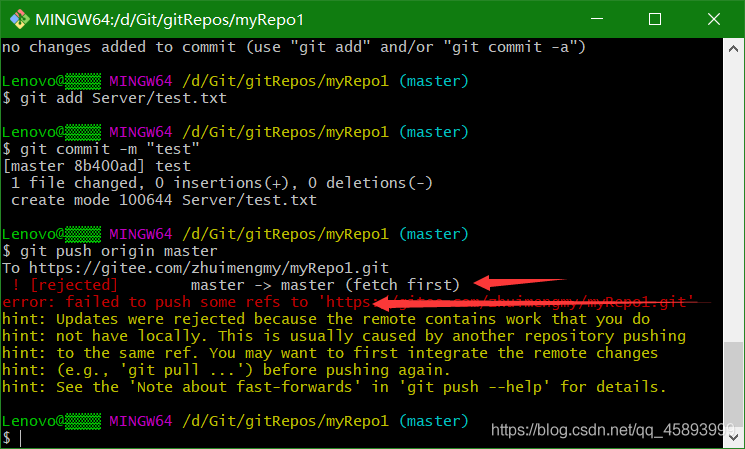 MINGW64:/d/Git/gitRepos/myRepo1
no changes added to commit (use "git add" and/or "git commit -a")
Lenovo@▒▒▒▒ MINGW64 /d/Git/gitRepos/myRepo1 (master)
$ git add Server/test.txt
Lenovo@▒▒▒▒ MINGW64 /d/Git/gitRepos/myRepo1 (master)
$ git commit -m "test"
[master 8b400ad] test
 1 file changed, 0 insertions(+), 0 deletions(-)
 create mode 100644 Server/test.txt
Lenovo@▒▒▒▒ MINGW64 /d/Git/gitRepos/myRepo1 (master)
$ git push origin master
To https://gitee.com/zhuimengmy/myRepo1.git
 ! [rejected]        master -> master (fetch first)
error: failed to push some refs to 'https://gitee.com/zhuimengmy/myRepo1.git'
hint: Updates were rejected because the remote contains work that you do
hint: not have locally. This is usually caused by another repository pushing
hint: to the same ref. You may want to first integrate the remote changes
hint: (e.g., 'git pull ...') before pushing again.
hint: See the 'Note about fast-forwards' in 'git push --help' for details.
Lenovo@▒▒▒▒ MINGW64 /d/Git/gitRepos/myRepo1 (master)
$
https://blog.csdn.net/qq_45893999